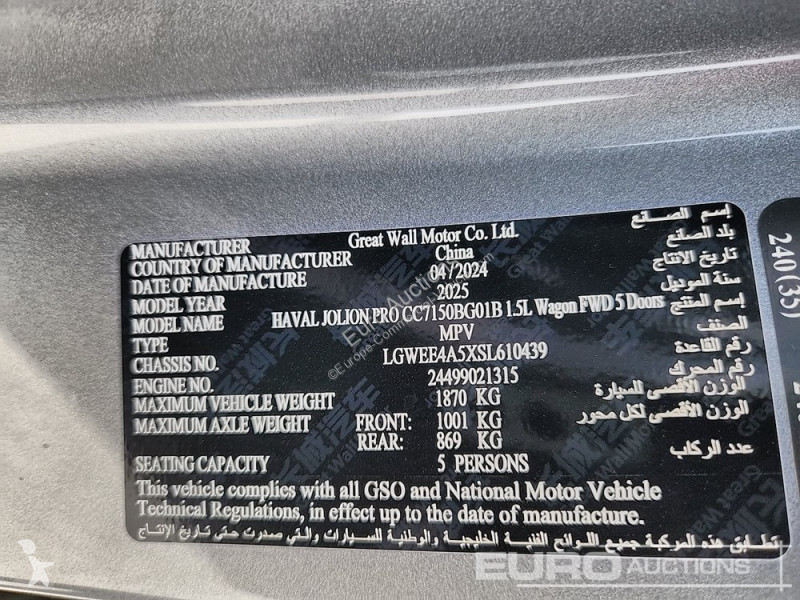 MANUFACTURER Great Wall Motor Co. Ltd. إسم الصانع
COUNTRY OF MANUFACTURER China بلد الصانع
DATE OF MANUFACTURE 04/2024 تاريخ الإنتاج
MODEL YEAR 2025 سنة الموديل
MODEL NAME HAVAL JOLION PRO CC7150BG01B 1.5L Wagon FWD 5 Doors إسم المنتج
TYPE MPV الصنف
CHASSIS NO. LGWEE4A5XSL610439 رقم القاعدة
ENGINE NO. 24499021315 رقم المحرك
MAXIMUM VEHICLE WEIGHT 1870 KG الوزن الأقصى للسيارة
MAXIMUM AXLE WEIGHT FRONT: 1001 KG الوزن الأقصى لكل محور
REAR: 869 KG
SEATING CAPACITY 5 PERSONS عدد الركاب
This vehicle complies with all GSO and National Motor Vehicle
Technical Regulations, in effect up to the date of manufacture.
يتطابق هذه المركبة جميع اللوائح الفنية الخليجية والوطنية للسيارات والتي صدرت حتى تاريخ الإنتاج
240 (35)
EURO AUCTIONS
www.euroauctions.com